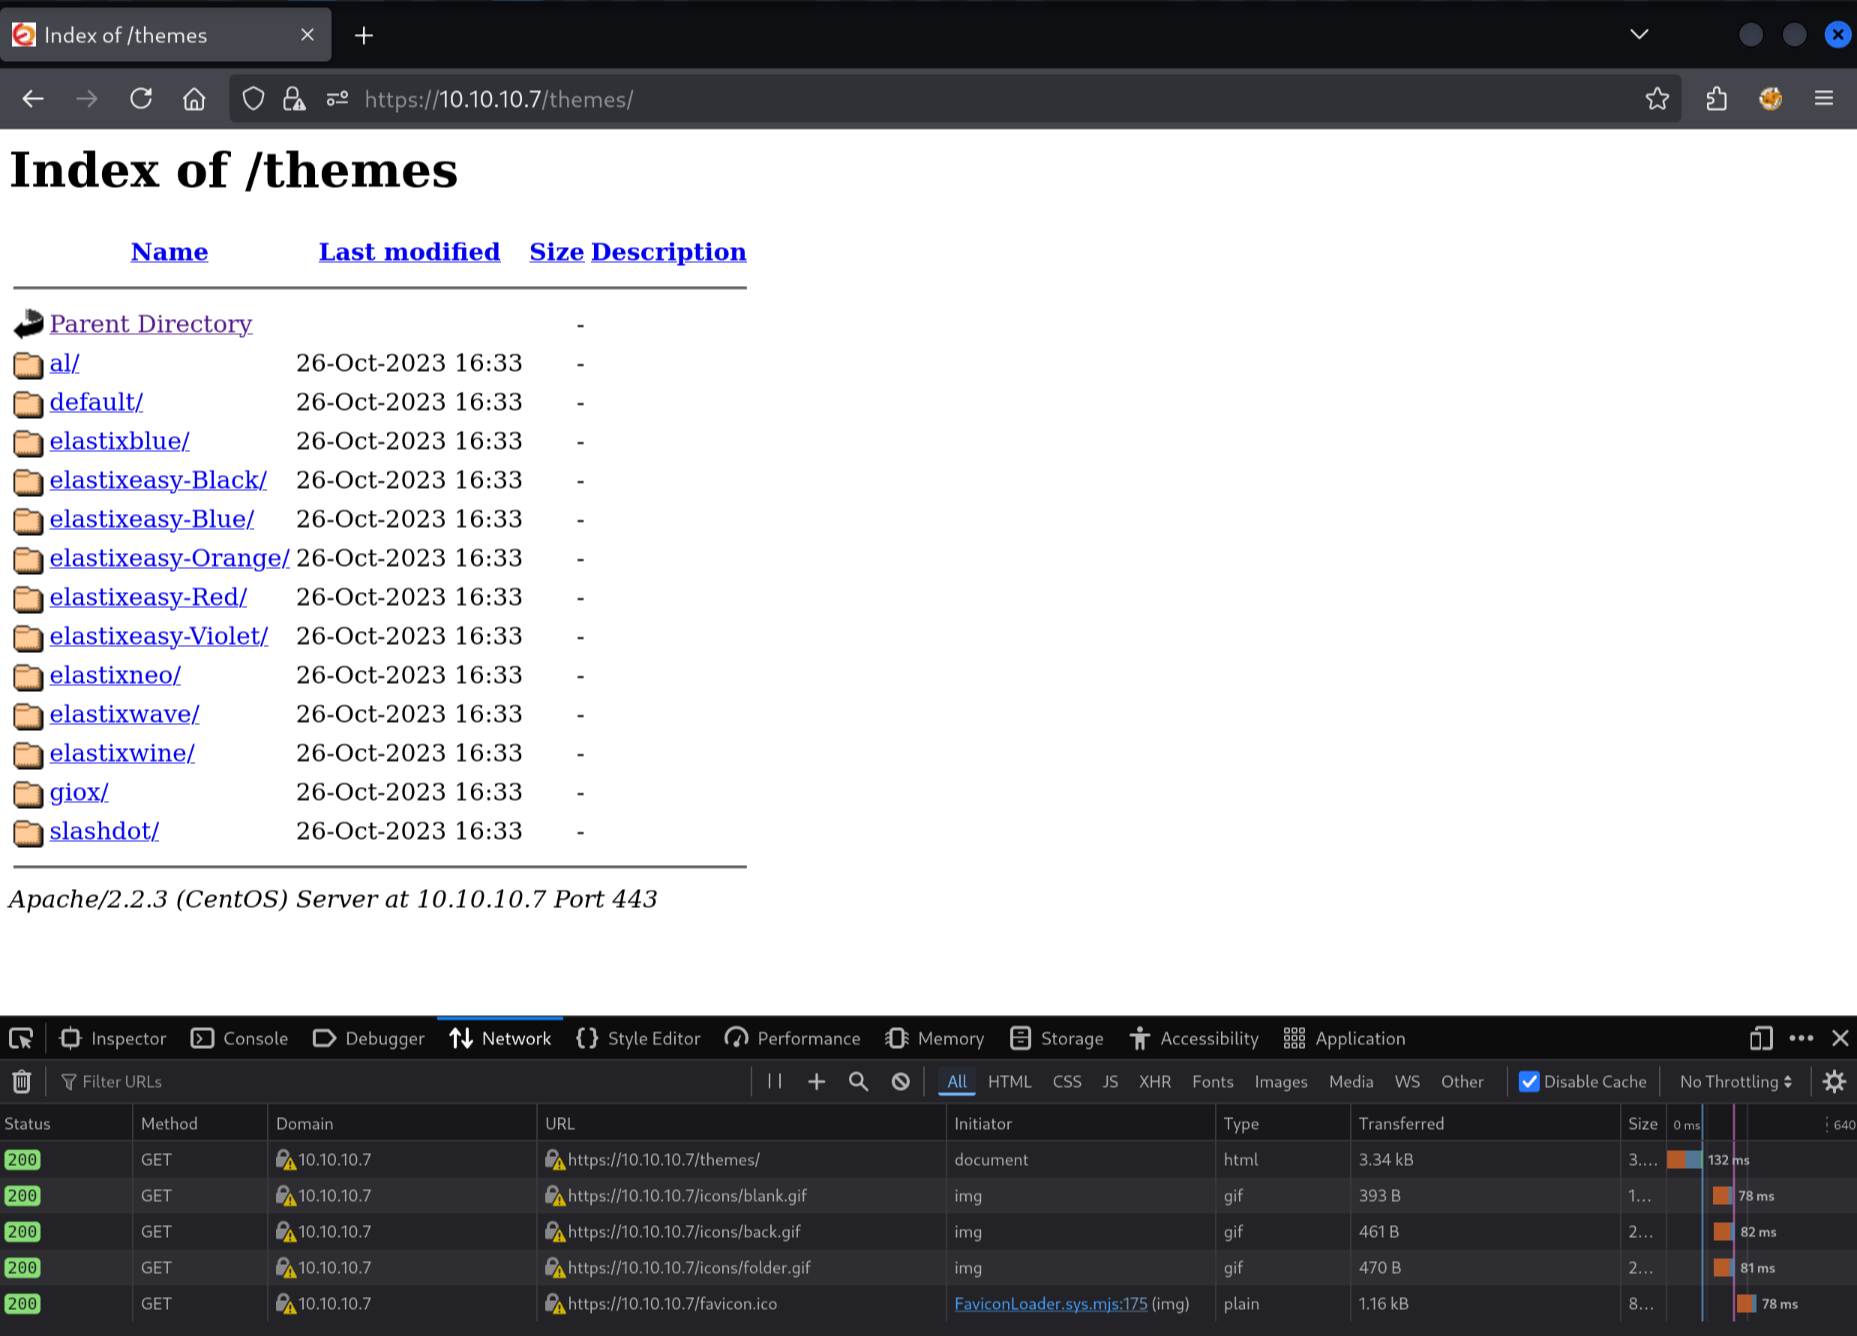 Index of /themes
https://10.10.10.7/themes/
Index of /themes
Name Last modified Size Description
Parent Directory -
al/ 26-Oct-2023 16:33 -
default/ 26-Oct-2023 16:33 -
elastixblue/ 26-Oct-2023 16:33 -
elastixeasy-Black/ 26-Oct-2023 16:33 -
elastixeasy-Blue/ 26-Oct-2023 16:33 -
elastixeasy-Orange/ 26-Oct-2023 16:33 -
elastixeasy-Red/ 26-Oct-2023 16:33 -
elastixeasy-Violet/ 26-Oct-2023 16:33 -
elastixneo/ 26-Oct-2023 16:33 -
elastixwave/ 26-Oct-2023 16:33 -
elastixwine/ 26-Oct-2023 16:33 -
giox/ 26-Oct-2023 16:33 -
slashdot/ 26-Oct-2023 16:33 -
Apache/2.2.3 (CentOS) Server at 10.10.10.7 Port 443
Inspector Console Debugger Network Style Editor Performance Memory Storage Accessibility Application
Filter URLs All HTML CSS JS XHR Fonts Images Media WS Other Disable Cache No Throttling
Status Method Domain URL Initiator Type Transferred Size 0 ms 640
200 GET 10.10.10.7 https://10.10.10.7/themes/ document html 3.34 kB 3.… 132 ms
200 GET 10.10.10.7 https://10.10.10.7/icons/blank.gif img gif 393 B 1… 78 ms
200 GET 10.10.10.7 https://10.10.10.7/icons/back.gif img gif 461 B 2… 82 ms
200 GET 10.10.10.7 https://10.10.10.7/icons/folder.gif img gif 470 B 2… 81 ms
200 GET 10.10.10.7 https://10.10.10.7/favicon.ico FaviconLoader.sys.mjs:175 (img) plain 1.16 kB 8… 78 ms